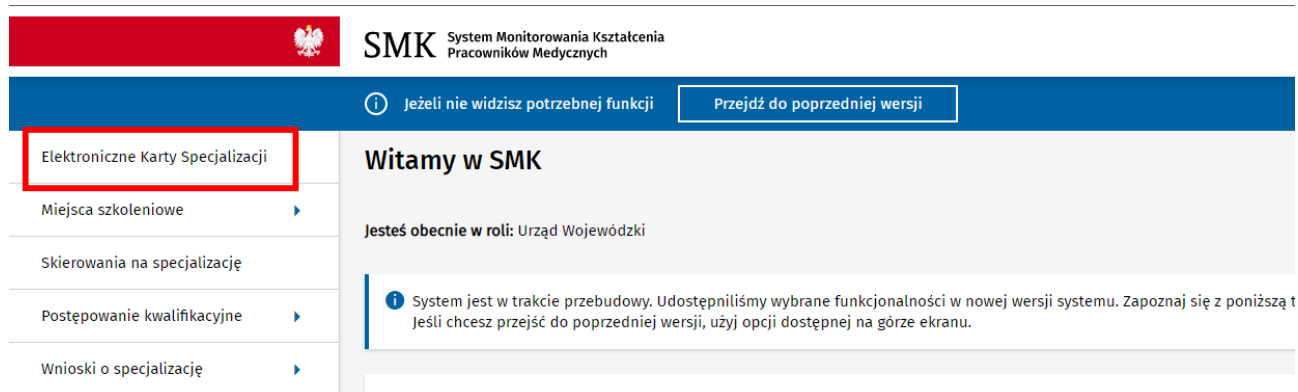 SMK System Monitorowania Kształcenia
Pracowników Medycznych
Jeżeli nie widzisz potrzebnej funkcji
Przejdź do poprzedniej wersji
Elektroniczne Karty Specjalizacji
Miejsca szkoleniowe
Skierowania na specjalizację
Postępowanie kwalifikacyjne
Wnioski o specjalizację
Witamy w SMK
Jesteś obecnie w roli: Urząd Wojewódzki
System jest w trakcie przebudowy. Udostępniliśmy wybrane funkcjonalności w nowej wersji systemu. Zapoznaj się z poniższą
Jeśli chcesz przejść do poprzedniej wersji, użyj opcji dostępnej na górze ekranu.